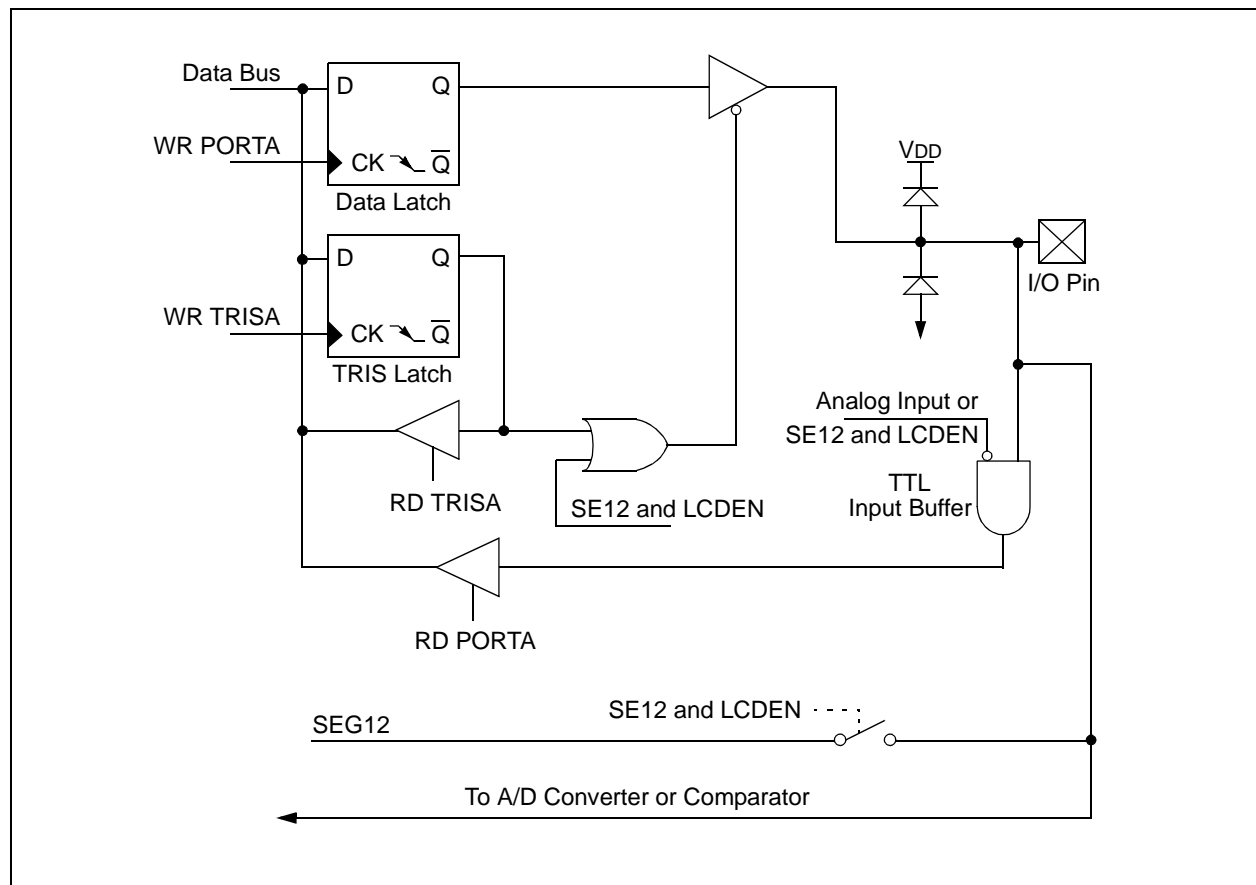 Data Bus
D Q
WR PORTA
CK Q̅
Data Latch
VDD
I/O Pin
D Q
WR TRISA
CK Q̅
TRIS Latch
Analog Input or
SE12 and LCDEN
TTL
Input Buffer
RD TRISA
SE12 and LCDEN
RD PORTA
SE12 and LCDEN
SEG12
To A/D Converter or Comparator